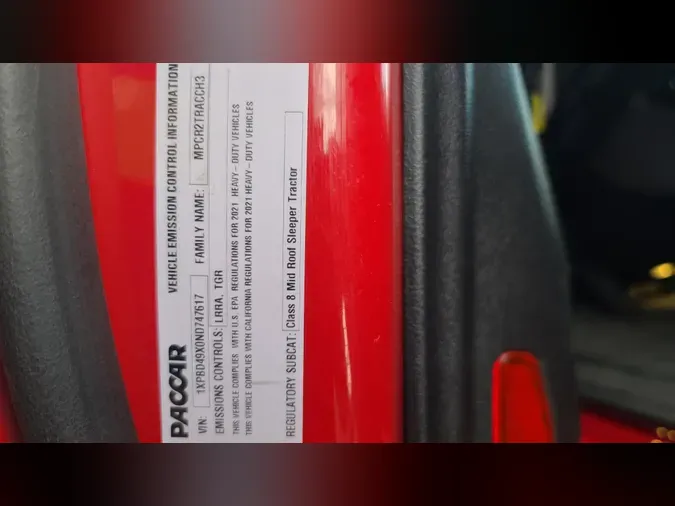 PACCAR VEHICLE EMISSION CONTROL INFORMATION
VIN: 1XPBD49X0ND747617 FAMILY NAME: MPCR2TRACCH3
EMISSIONS CONTROLS: LRRA, TGR
THIS VEHICLE COMPLIES WITH U.S. EPA REGULATIONS FOR 2021 HEAVY-DUTY VEHICLES
THIS VEHICLE COMPLIES WITH CALIFORNIA REGULATIONS FOR 2021 HEAVY-DUTY VEHICLES
REGULATORY SUBCAT: Class 8 Mid Roof Sleeper Tractor